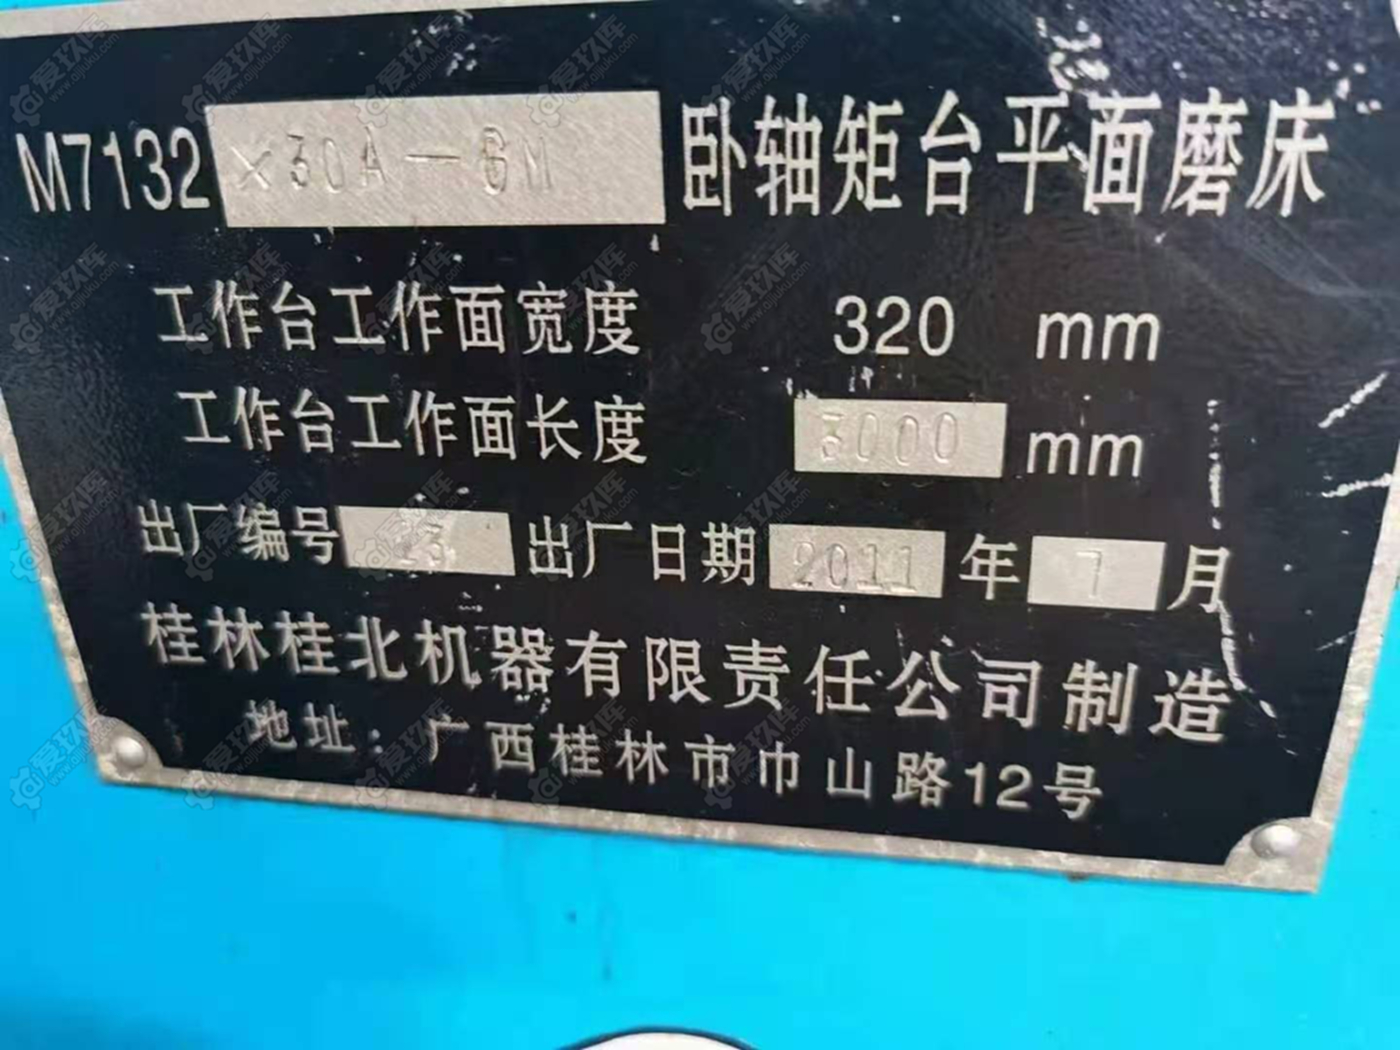 M7132×30A-GM 卧轴矩台平面磨床
工作台工作面宽度 320 mm
工作台工作面长度 3000 mm
出厂编号 23 出厂日期 2011 年 7 月
桂林桂北机器有限责任公司制造
地址：广西桂林市巾山路12号